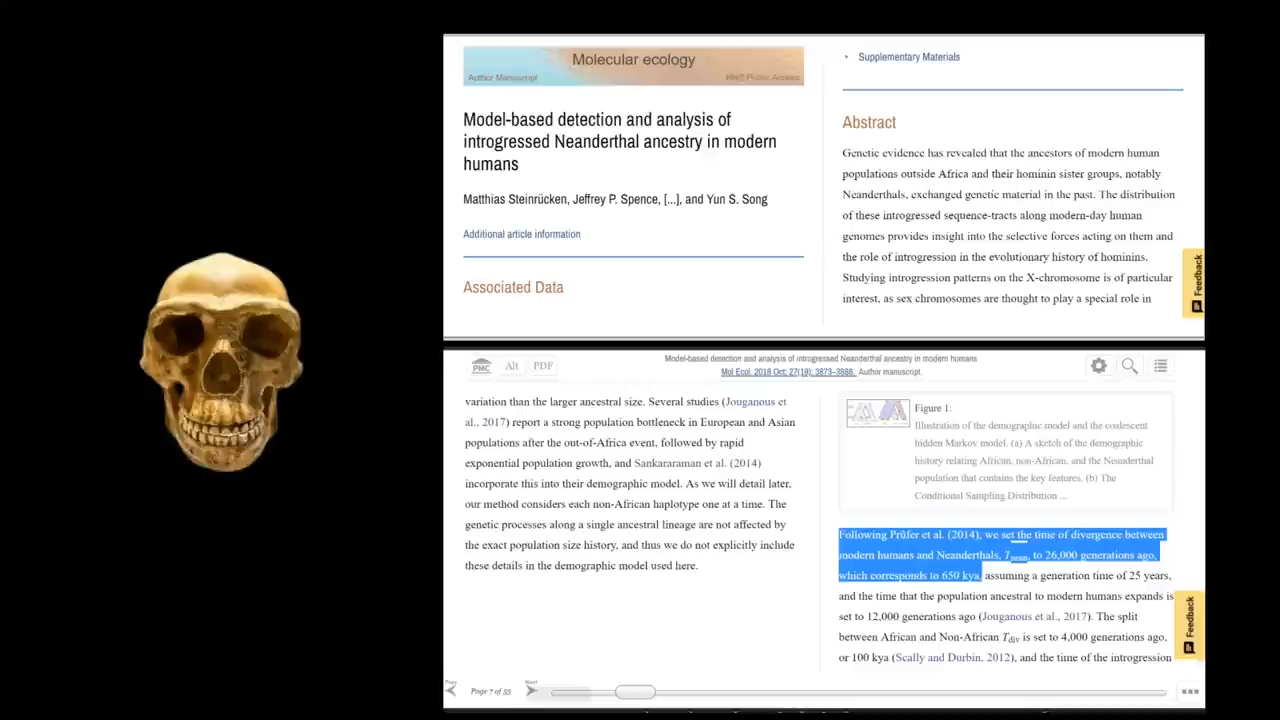 Molecular ecology
Author Manuscript
HHS Public Access
Model-based detection and analysis of
introgressed Neanderthal ancestry in modern
humans
Matthias Steinrücken, Jeffrey P. Spence, [...], and Yun S. Song
Additional article information
Associated Data
Supplementary Materials
Abstract
Genetic evidence has revealed that the ancestors of modern human
populations outside Africa and their hominin sister groups, notably
Neanderthals, exchanged genetic material in the past. The distribution
of these introgressed sequence-tracts along modern-day human
genomes provides insight into the selective forces acting on them and
the role of introgression in the evolutionary history of hominins.
Studying introgression patterns on the X-chromosome is of particular
interest, as sex chromosomes are thought to play a special role in
Feedback
PMC
Alt
PDF
Model-based detection and analysis of introgressed Neanderthal ancestry in modern humans
Mol Ecol. 2018 Oct; 27(19): 3873–3888. Author manuscript.
variation than the larger ancestral size. Several studies (Jouganous et
al., 2017) report a strong population bottleneck in European and Asian
populations after the out-of-Africa event, followed by rapid
exponential population growth, and Sankararaman et al. (2014)
incorporate this into their demographic model. As we will detail later,
our method considers each non-African haplotype one at a time. The
genetic processes along a single ancestral lineage are not affected by
the exact population size history, and thus we do not explicitly include
these details in the demographic model used here.
Figure 1:
Illustration of the demographic model and the coalescent
hidden Markov model. (a) A sketch of the demographic
history relating African, non-African, and the Neanderthal
population that contains the key features. (b) The
Conditional Sampling Distribution ...
Following Prüfer et al. (2014), we set the time of divergence between
modern humans and Neanderthals, Tnean, to 26,000 generations ago,
which corresponds to 650 kya, assuming a generation time of 25 years,
and the time that the population ancestral to modern humans expands is
set to 12,000 generations ago (Jouganous et al., 2017). The split
between African and Non-African Tdiv is set to 4,000 generations ago,
or 100 kya (Scally and Durbin, 2012), and the time of the introgression
Feedback
Prev
Page 7 of 55
Next